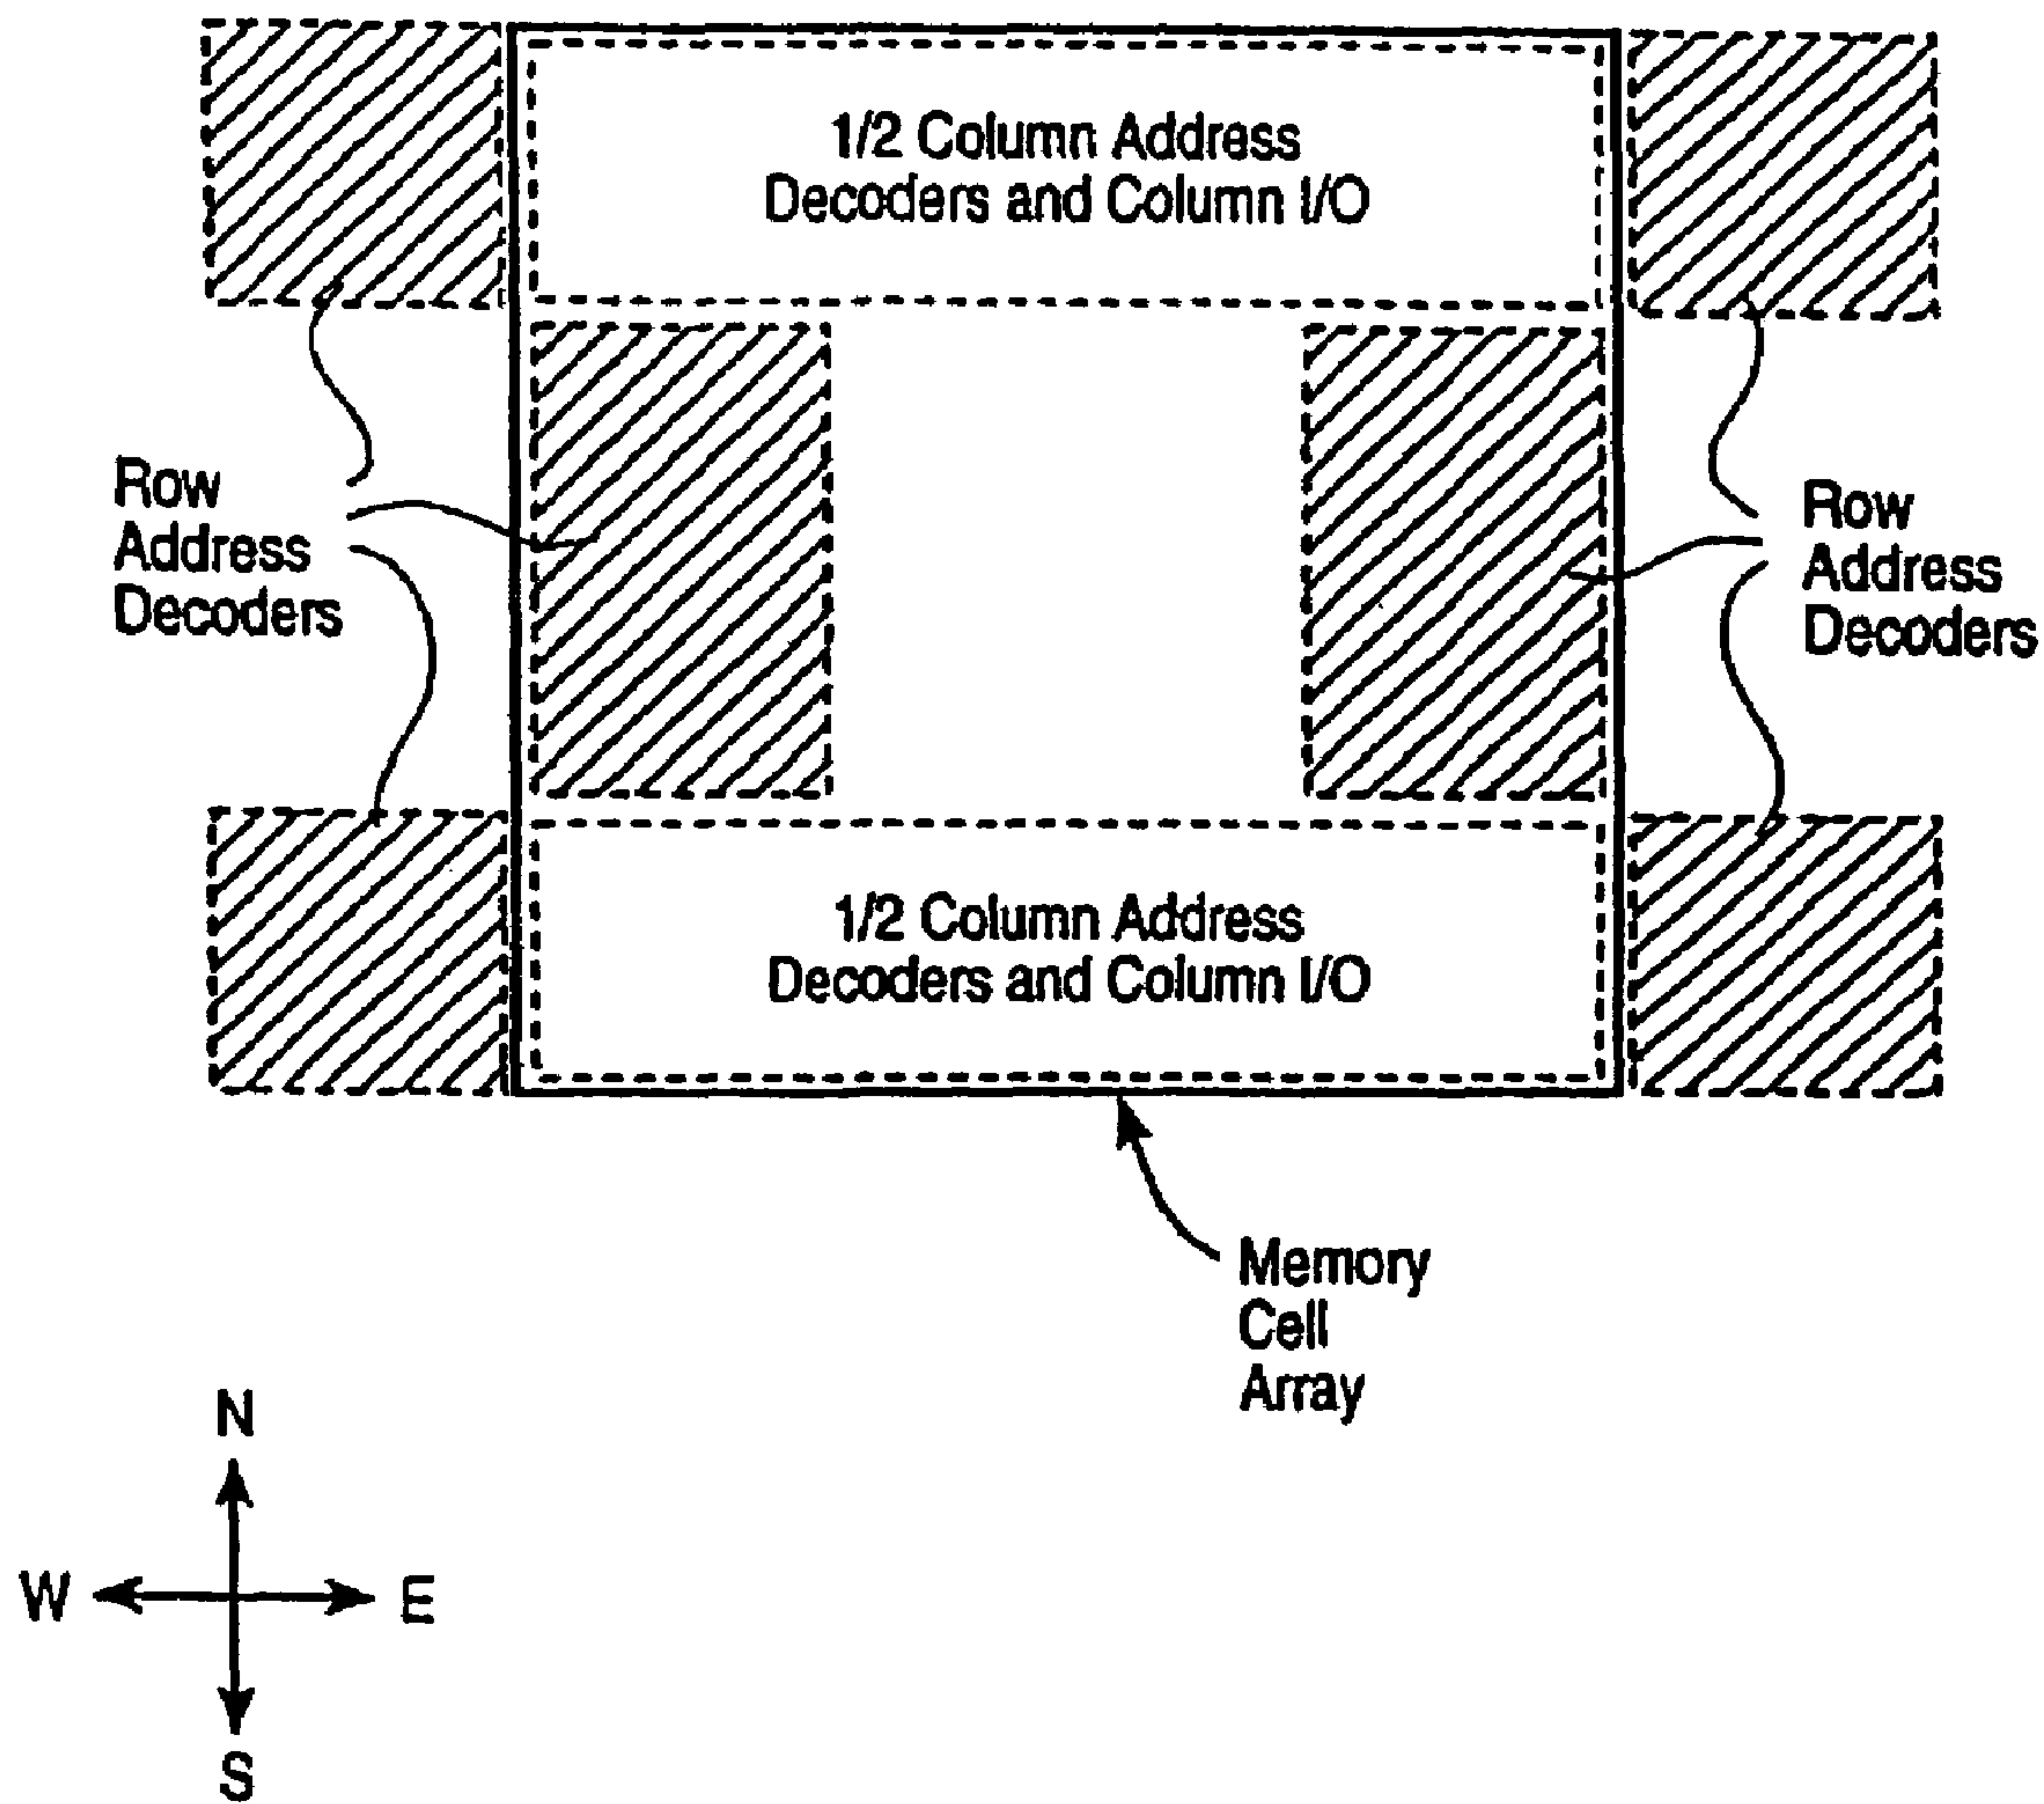 1/2 Column Address
Decoders and Column I/O
Row
Address
Decoders
Row
Address
Decoders
1/2 Column Address
Decoders and Column I/O
Memory
Cell
Array
N
W
E
S